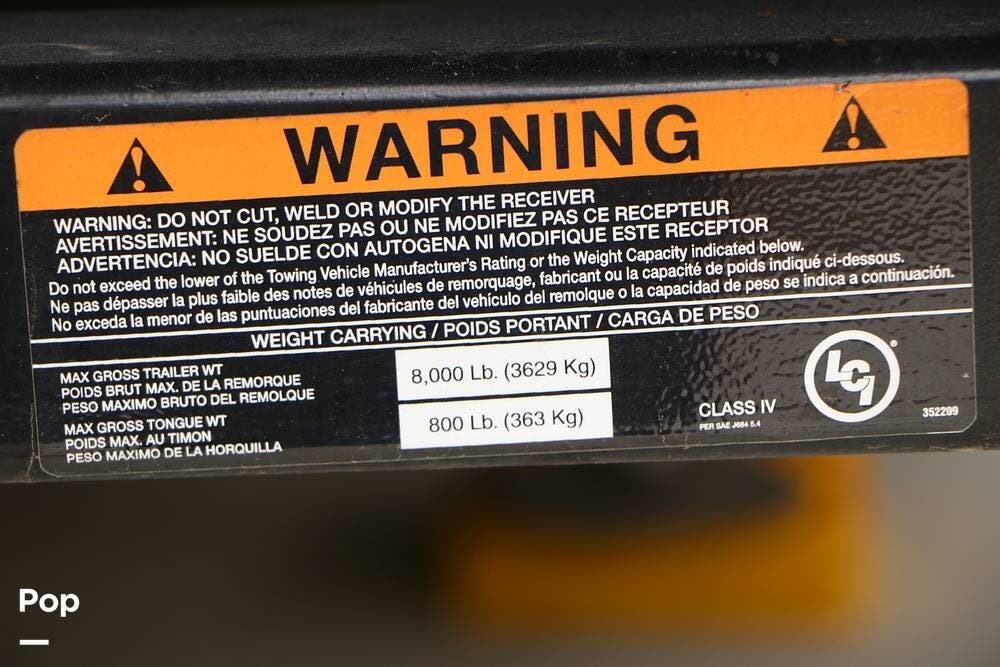 WARNING
WARNING: DO NOT CUT, WELD OR MODIFY THE RECEIVER
AVERTISSEMENT: NE SOUDEZ PAS OU NE MODIFIEZ PAS CE RECEPTEUR
ADVERTENCIA: NO SUELDE CON AUTOGENA NI MODIFIQUE ESTE RECEPTOR
Do not exceed the lower of the Towing Vehicle Manufacturer's Rating or the Weight Capacity indicated below.
Ne pas dépasser la plus faible des notes de véhicules de remorquage, fabricant ou la capacité de poids indiqué ci-dessous.
No exceda la menor de las puntuaciones del fabricante del vehículo del remolque o la capacidad de peso se indica a continuación.
WEIGHT CARRYING / POIDS PORTANT / CARGA DE PESO
MAX GROSS TRAILER WT
POIDS BRUT MAX. DE LA REMORQUE
PESO MAXIMO BRUTO DEL REMOLQUE
8,000 Lb. (3629 Kg)
MAX GROSS TONGUE WT
POIDS MAX. AU TIMON
PESO MAXIMO DE LA HORQUILLA
800 Lb. (363 Kg)
CLASS IV
PER SAE J684 5.4
LCI
352209
Pop